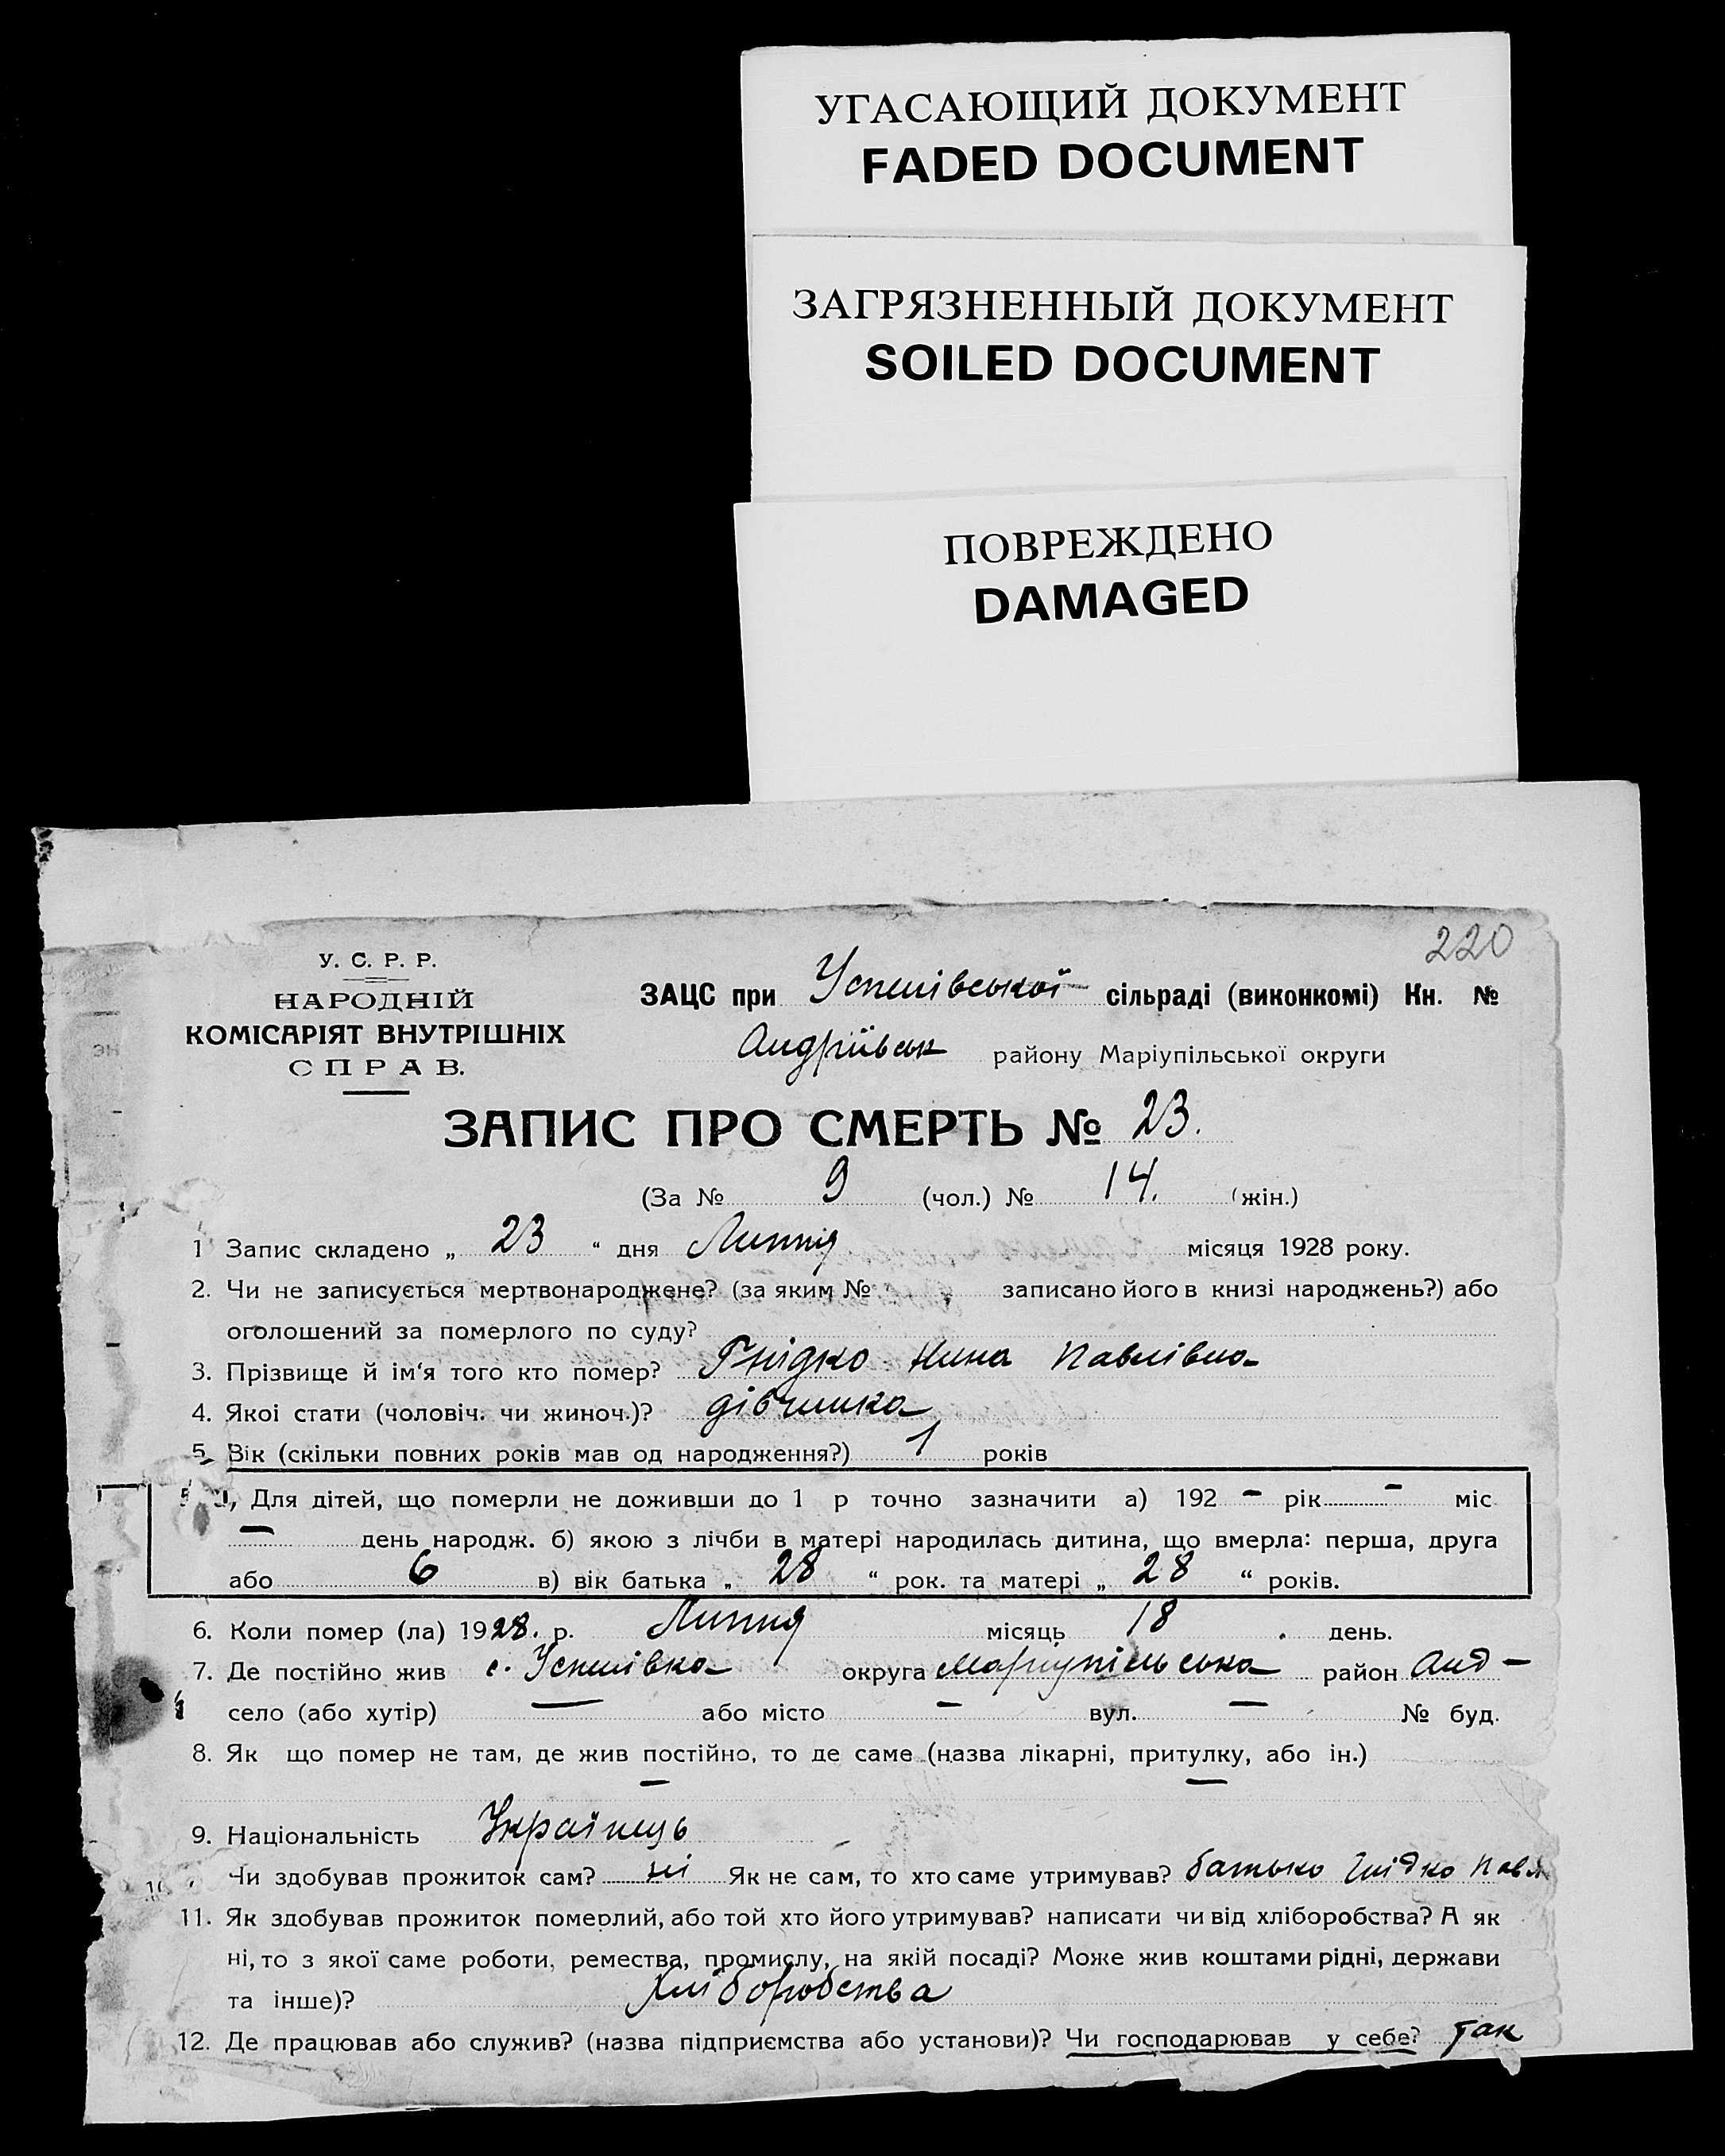 УГАСАЮЩИЙ ДОКУМЕНТ
FADED DOCUMENT
ЗАГРЯЗНЕННЫЙ ДОКУМЕНТ
SOILED DOCUMENT
ПОВРЕЖДЕНО
DAMAGED
220
У. С. Р. Р.
НАРОДНІЙ
КОМІСАРІЯТ ВНУТРІШНІХ
СПРАВ.
ЗАЦС при Успенівської сільраді (виконкомі) Кн. №
Андріївськ району Маріупільської округи
ЗАПИС ПРО СМЕРТЬ № 23.
(За № 9 (чол.) № 14. (жін.)
1 Запис складено „ 23 “ дня Липня місяця 1928 року.
2. Чи не записується мертвонароджене? (за яким № записано його в книзі народжень?) або
оголошений за померлого по суду?
3. Прізвище й ім‘я того кто помер? Гнідко Нина Павлівна
4. Якоі стати (чоловіч. чи жиноч.)? дівчинка
5. Вік (скільки повних років мав од народження?) 1 років
Для дітей, що померли не доживши до 1 р точно зазначити а) 192 – рік – міс
– день народж. б) якою з лічби в матері народилась дитина, що вмерла: перша, друга
або 6 в) вік батька „ 28 “ рок. та матері „ 28 “ років.
6. Коли помер (ла) 1928. р. Липня місяць 18 . день.
7. Де постійно жив с. Успенівка округа Маріупільська район Анд –
село (або хутір) — або місто – вул. — № буд.
8. Як що помер не там, де жив постійно, то де саме (назва лікарні, притулку, або ін.)
– —
9. Національність Українець
10 Чи здобував прожиток сам? ні Як не сам, то хто саме утримував? батько Гнідко Павл
11. Як здобував прожиток померлий, або той хто його утримував? написати чи від хліборобства? А як
ні, то з якої саме роботи, ремества, промислу, на якій посаді? Може жив коштами рідні, держави
та інше)? Хліборобства
12. Де працював або служив? (назва підприємства або установи)? Чи господарював у себе? так